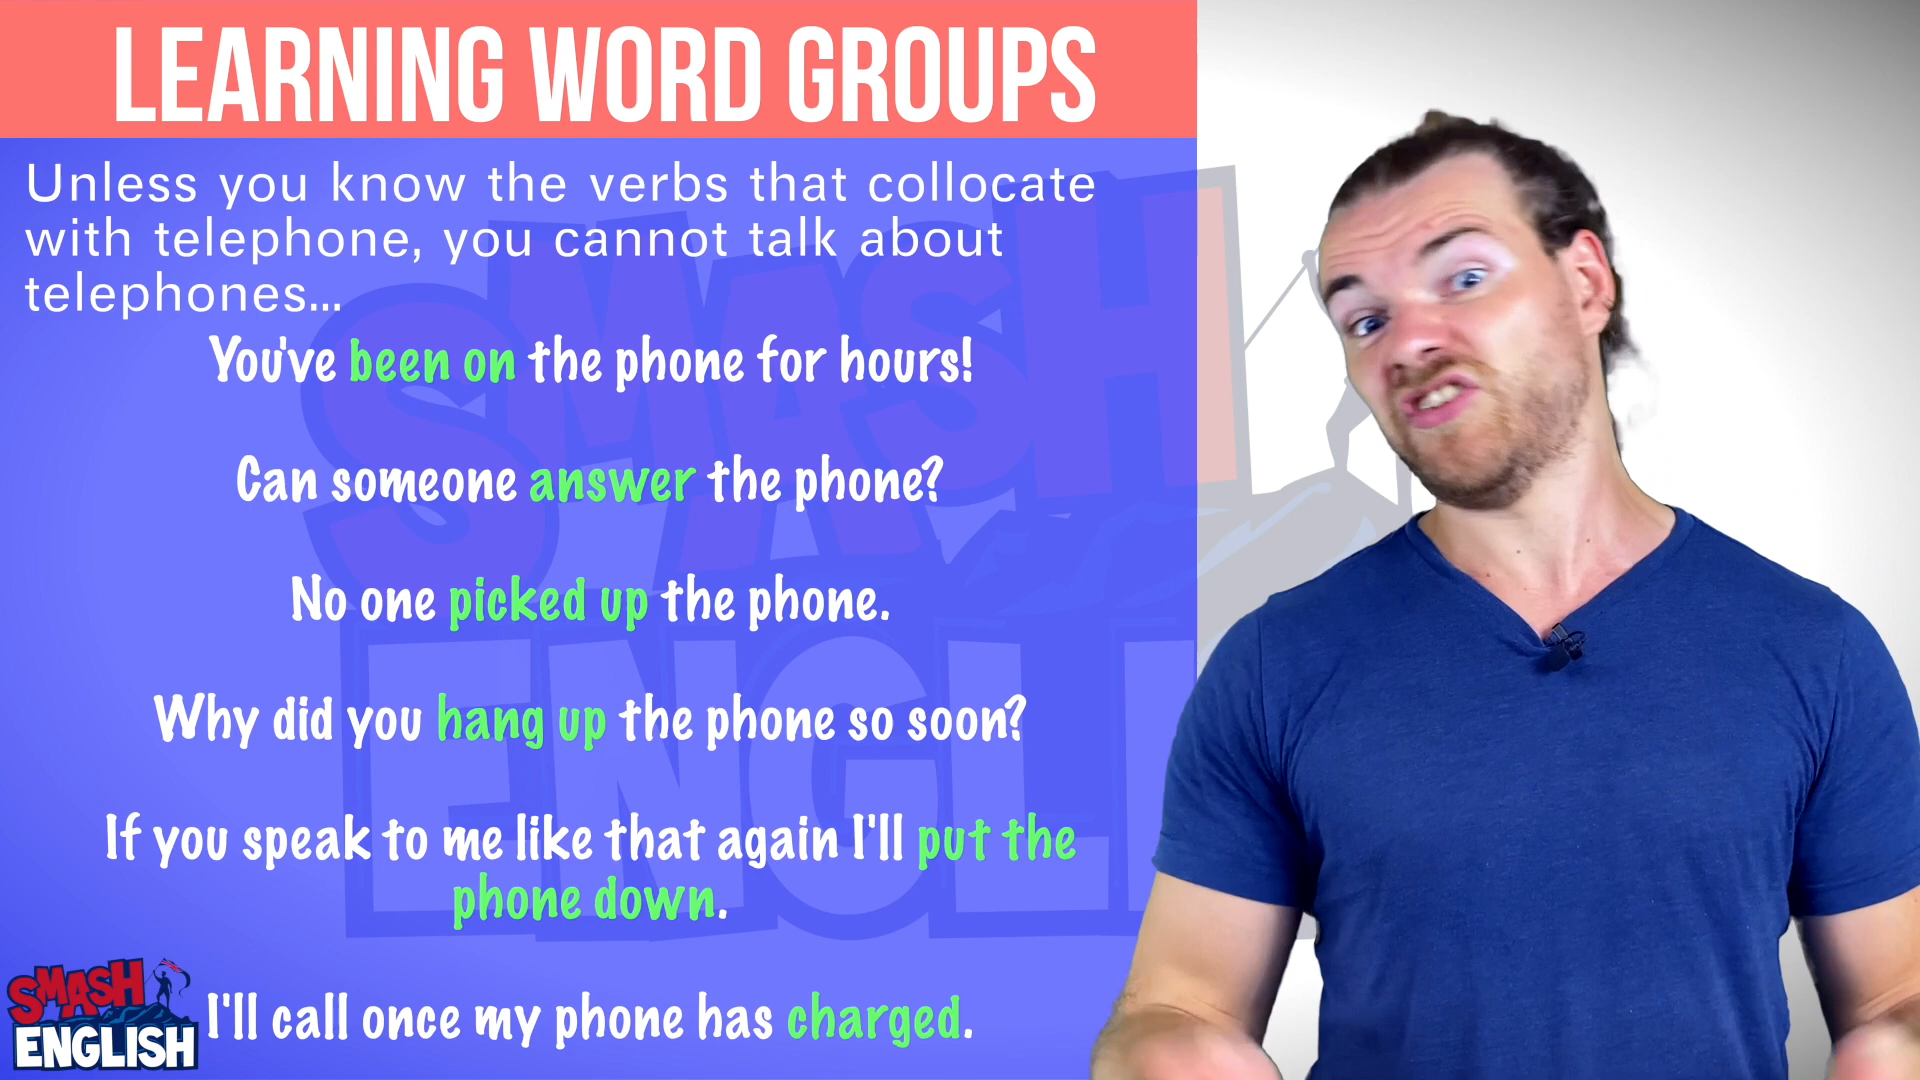 LEARNING WORD GROUPS
Unless you know the verbs that collocate
with telephone, you cannot talk about
telephones...
You've been on the phone for hours!
Can someone answer the phone?
No one picked up the phone.
Why did you hang up the phone so soon?
If you speak to me like that again I'll put the
phone down.
I'll call once my phone has charged.
SMASH
ENGLISH
SMASH
ENGLI